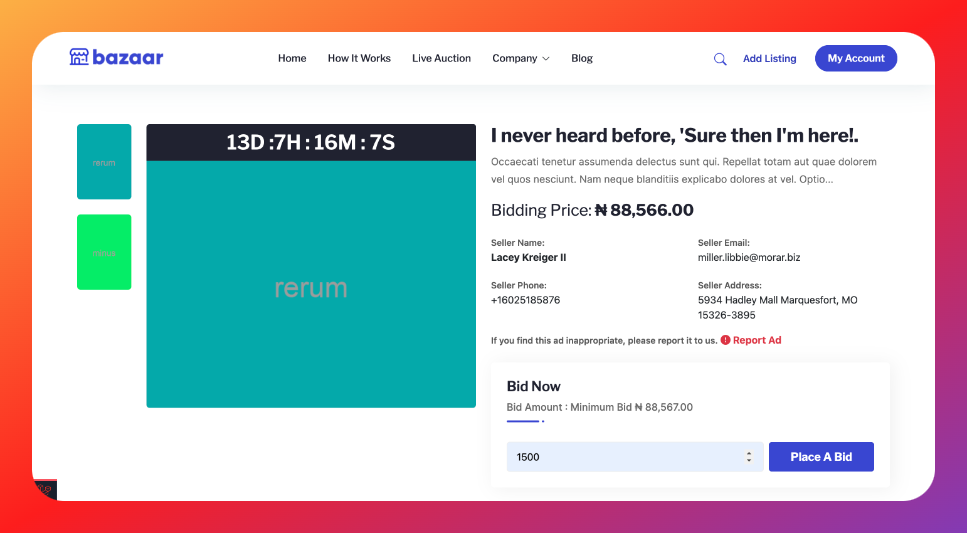 bazaar
Home How It Works Live Auction Company Blog Add Listing My Account
rerum
13D :7H : 16M : 7S
rerum
I never heard before, 'Sure then I'm here!.
Occaecati tenetur assumenda delectus sunt qui. Repellat totam aut quae dolorem
vel quos nesciunt. Nam neque blanditiis explicabo dolores at vel. Optio...
Bidding Price: ₦ 88,566.00
Seller Name: Seller Email:
Lacey Kreiger II miller.libbie@morar.biz
Seller Phone: Seller Address:
+16025185876 5934 Hadley Mall Marquesfort, MO
15326-3895
If you find this ad inappropriate, please report it to us. Report Ad
Bid Now
Bid Amount : Minimum Bid ₦ 88,567.00
1500 Place A Bid